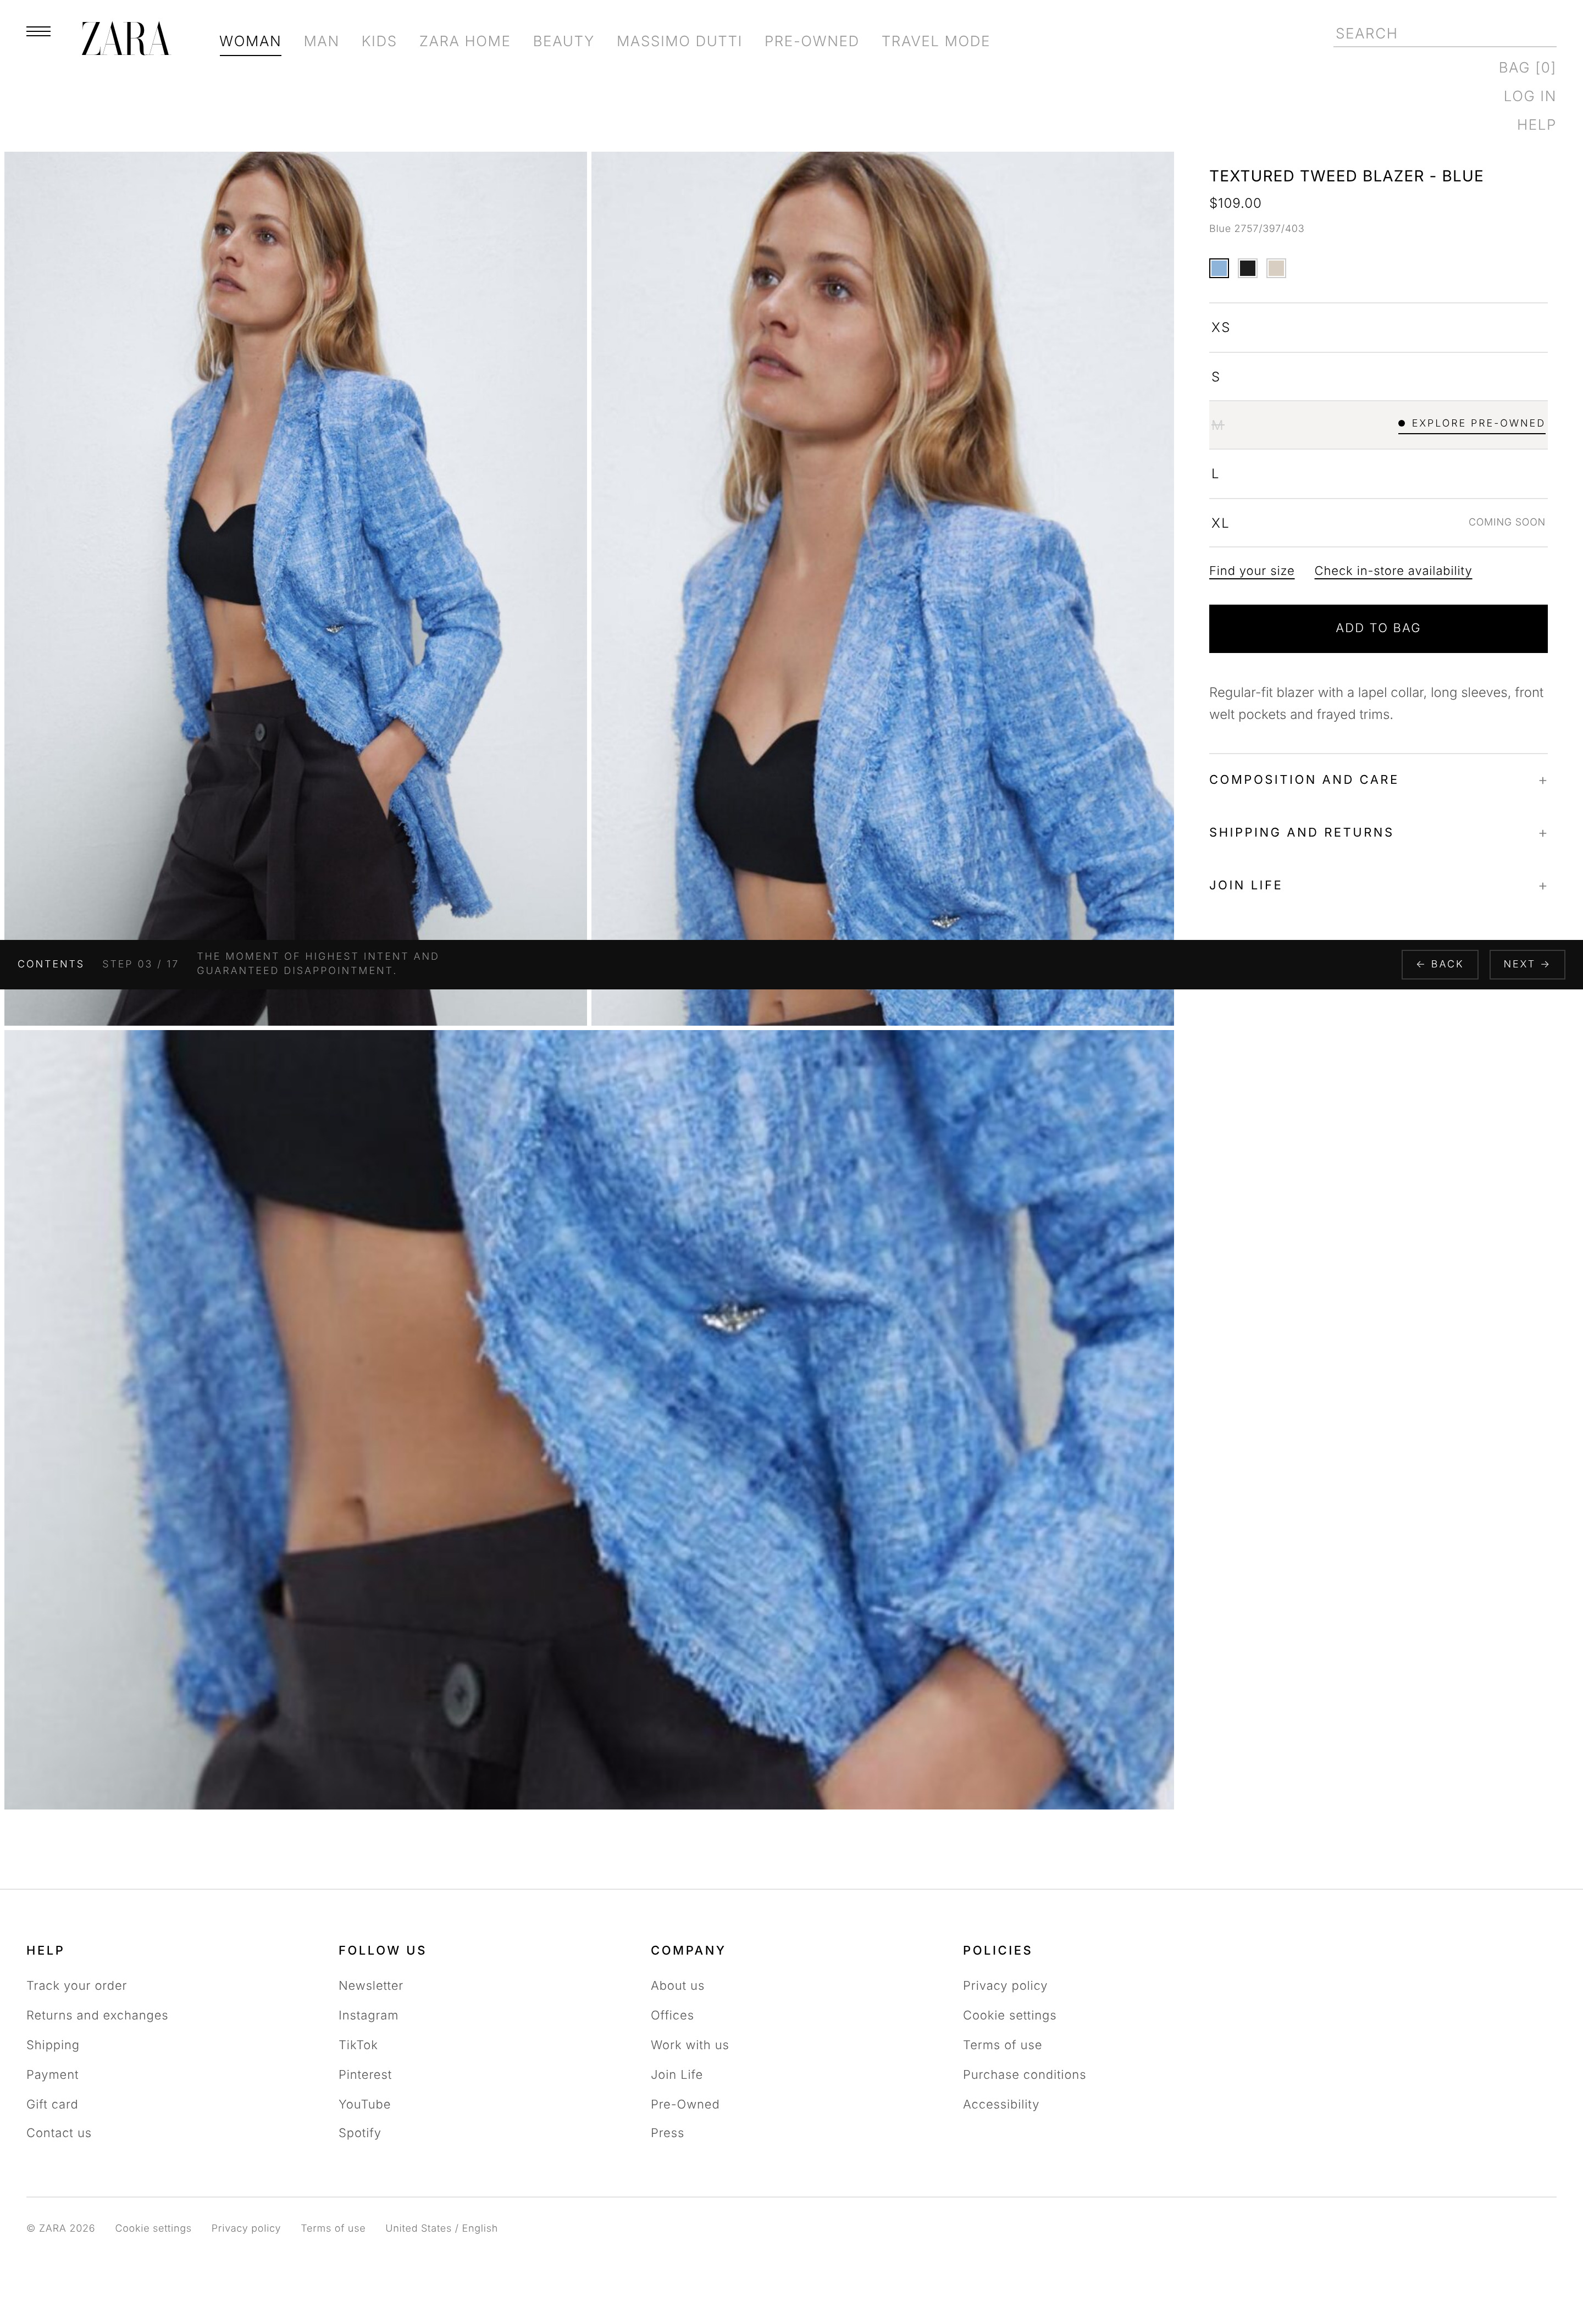 ZARA
WOMAN MAN KIDS ZARA HOME BEAUTY MASSIMO DUTTI PRE-OWNED TRAVEL MODE
SEARCH
BAG [0]
LOG IN
HELP
TEXTURED TWEED BLAZER - BLUE
$109.00
Blue 2757/397/403
XS
S
M EXPLORE PRE-OWNED
L
XL COMING SOON
Find your size Check in-store availability
ADD TO BAG
Regular-fit blazer with a lapel collar, long sleeves, front
welt pockets and frayed trims.
COMPOSITION AND CARE +
SHIPPING AND RETURNS +
JOIN LIFE +
CONTENTS STEP 03 / 17 THE MOMENT OF HIGHEST INTENT AND
GUARANTEED DISAPPOINTMENT.
← BACK NEXT →
HELP
Track your order
Returns and exchanges
Shipping
Payment
Gift card
Contact us
FOLLOW US
Newsletter
Instagram
TikTok
Pinterest
YouTube
Spotify
COMPANY
About us
Offices
Work with us
Join Life
Pre-Owned
Press
POLICIES
Privacy policy
Cookie settings
Terms of use
Purchase conditions
Accessibility
© ZARA 2026 Cookie settings Privacy policy Terms of use United States / English